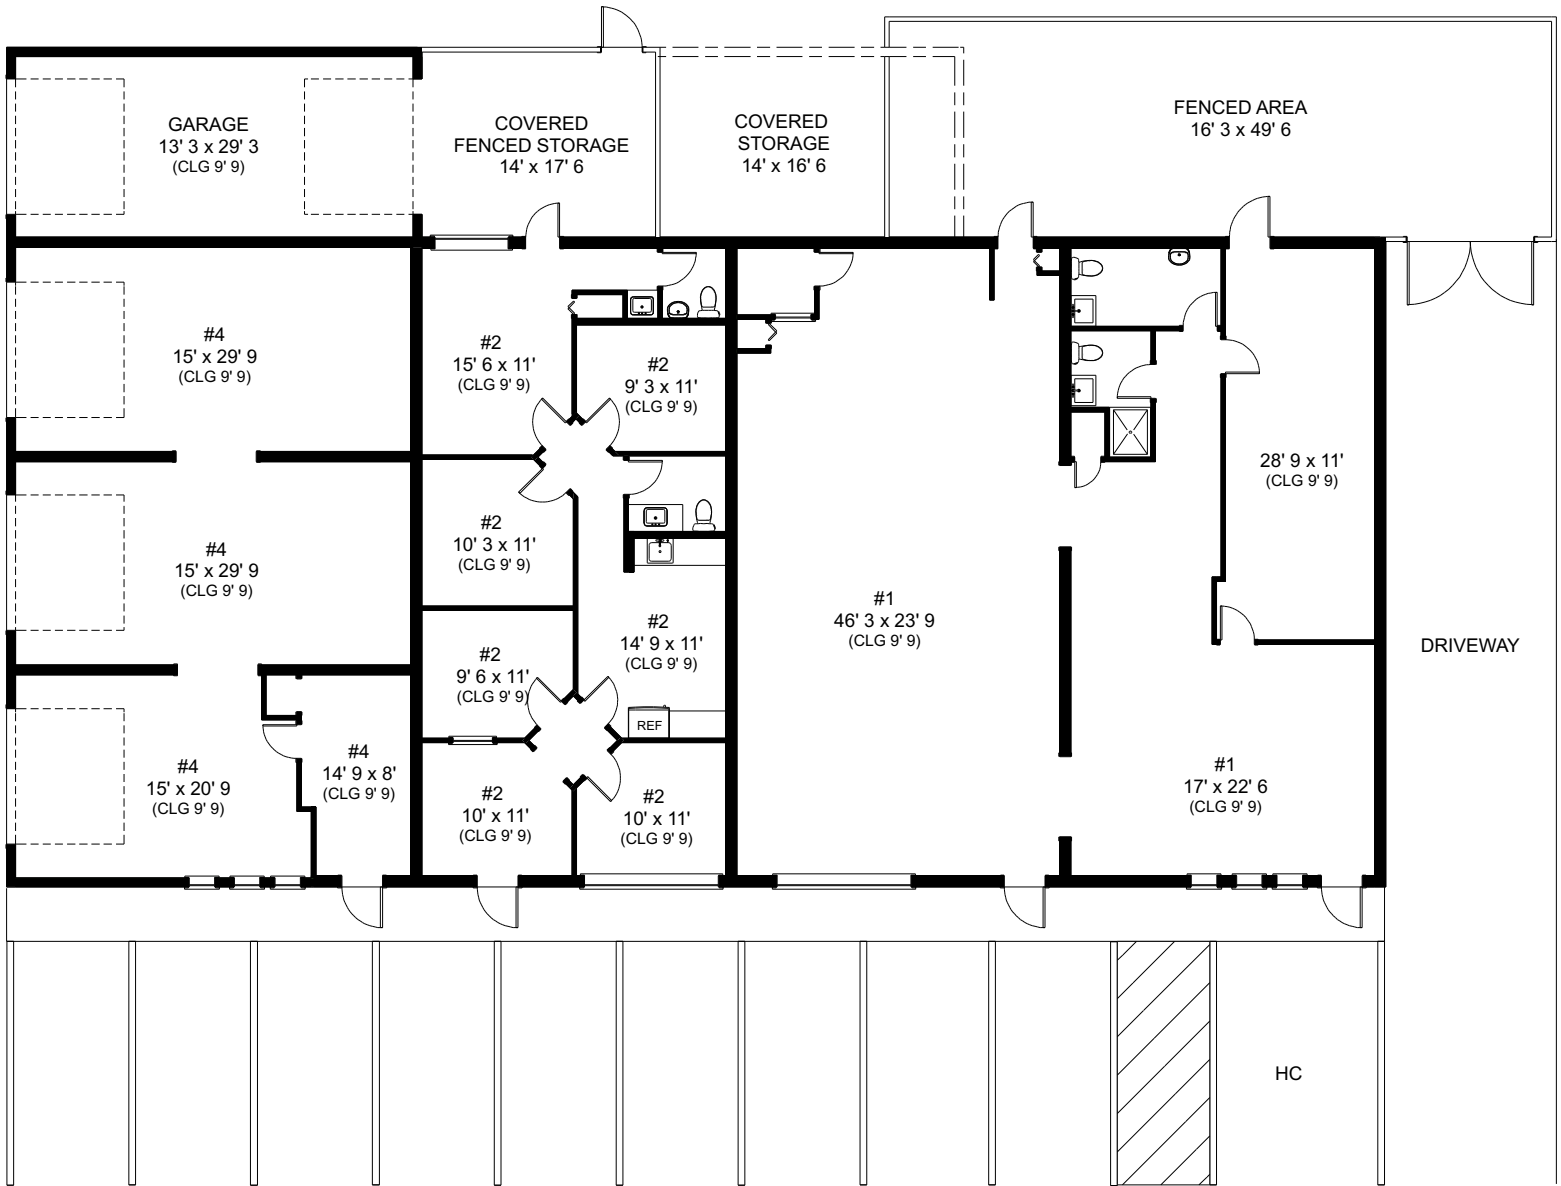 GARAGE
13' 3 x 29' 3
(CLG 9' 9)
COVERED
FENCED STORAGE
14' x 17' 6
COVERED
STORAGE
14' x 16' 6
FENCED AREA
16' 3 x 49' 6
#4
15' x 29' 9
(CLG 9' 9)
#2
15' 6 x 11'
(CLG 9' 9)
#2
9' 3 x 11'
(CLG 9' 9)
28' 9 x 11'
(CLG 9' 9)
#4
15' x 29' 9
(CLG 9' 9)
#2
10' 3 x 11'
(CLG 9' 9)
#1
46' 3 x 23' 9
(CLG 9' 9)
#2
14' 9 x 11'
(CLG 9' 9)
DRIVEWAY
#2
9' 6 x 11'
(CLG 9' 9)
REF
#4
15' x 20' 9
(CLG 9' 9)
#4
14' 9 x 8'
(CLG 9' 9)
#2
10' x 11'
(CLG 9' 9)
#2
10' x 11'
(CLG 9' 9)
#1
17' x 22' 6
(CLG 9' 9)
HC